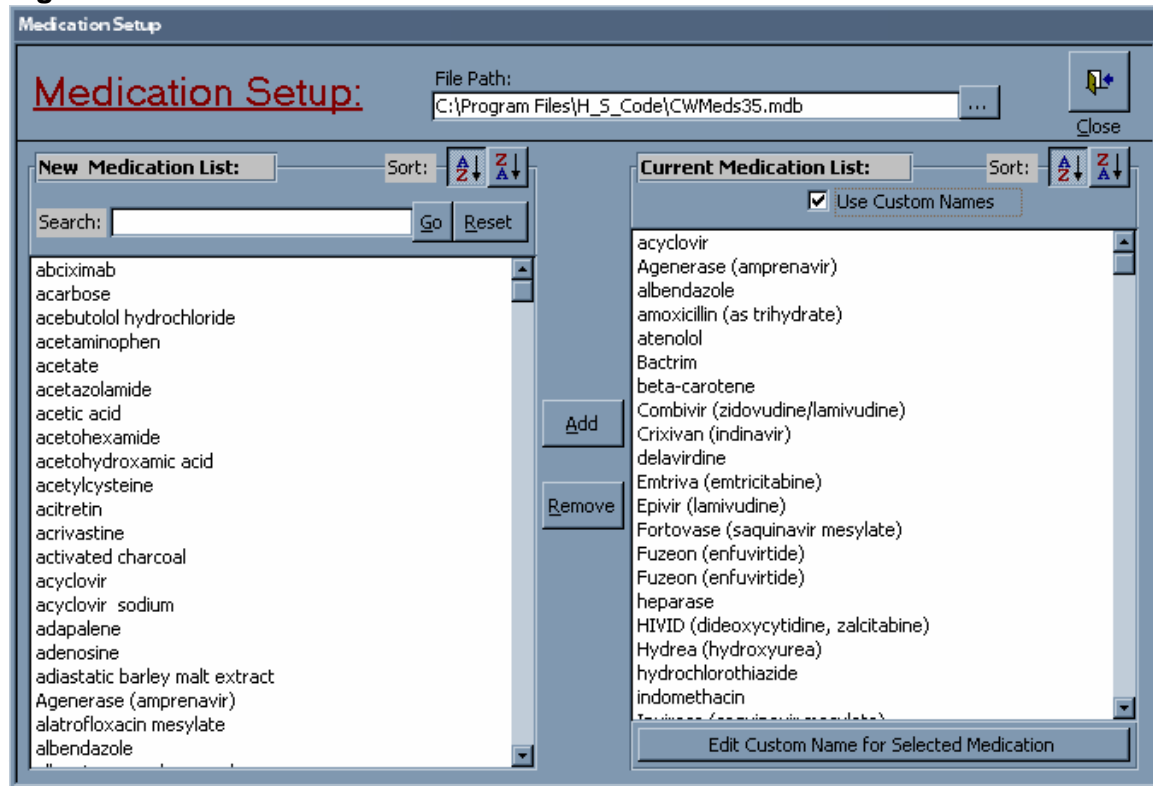 Medication Setup
Medication Setup:
File Path:
C:\Program Files\H_S_Code\CWMeds35.mdb
...
Close
New Medication List:
Sort:
A Z
Z A
Search:
Go
Reset
abciximab
acarbose
acebutolol hydrochloride
acetaminophen
acetate
acetazolamide
acetic acid
acetohexamide
acetohydroxamic acid
acetylcysteine
acitretin
acrivastine
activated charcoal
acyclovir
acyclovir sodium
adapalene
adenosine
adiastatic barley malt extract
Agenerase (amprenavir)
alatrofloxacin mesylate
albendazole
Add
Remove
Current Medication List:
Sort:
A Z
Z A
Use Custom Names
acyclovir
Agenerase (amprenavir)
albendazole
amoxicillin (as trihydrate)
atenolol
Bactrim
beta-carotene
Combivir (zidovudine/lamivudine)
Crixivan (indinavir)
delavirdine
Emtriva (emtricitabine)
Epivir (lamivudine)
Fortovase (saquinavir mesylate)
Fuzeon (enfuvirtide)
Fuzeon (enfuvirtide)
heparase
HIVID (dideoxycytidine, zalcitabine)
Hydrea (hydroxyurea)
hydrochlorothiazide
indomethacin
Edit Custom Name for Selected Medication